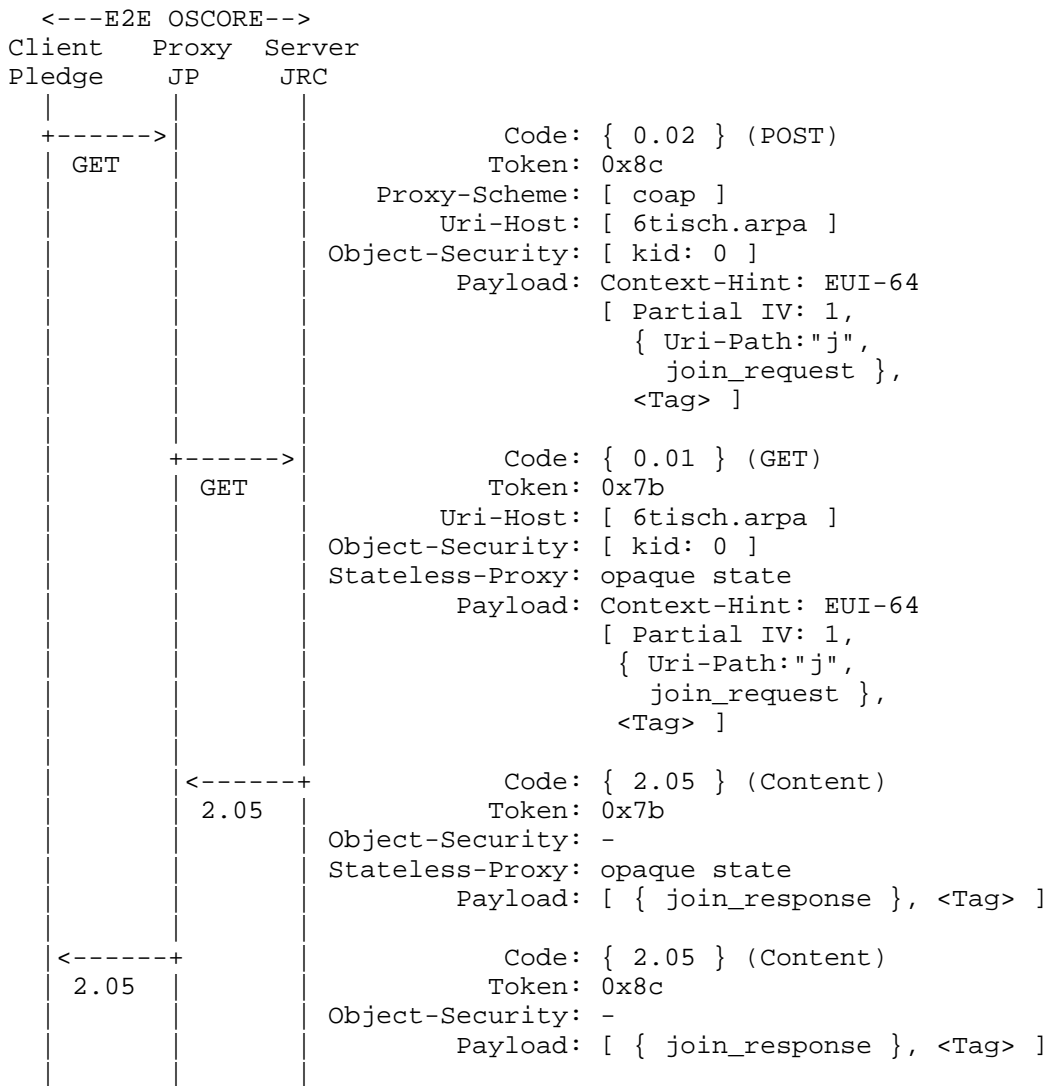 <---E2E OSCORE-->
Client Proxy Server
Pledge JP JRC
Code: { 0.02 } (POST)
GET Token: 0x8c
Proxy-Scheme: [ coap ]
Uri-Host: [ 6tisch.arpa ]
Object-Security: [ kid: 0 ]
Payload: Context-Hint: EUI-64
[ Partial IV: 1,
{ Uri-Path:"j",
join_request },
<Tag> ]
Code: { 0.01 } (GET)
GET Token: 0x7b
Uri-Host: [ 6tisch.arpa ]
Object-Security: [ kid: 0 ]
Stateless-Proxy: opaque state
Payload: Context-Hint: EUI-64
[ Partial IV: 1,
{ Uri-Path:"j",
join_request },
<Tag> ]
Code: { 2.05 } (Content)
2.05 Token: 0x7b
Object-Security: -
Stateless-Proxy: opaque state
Payload: [ { join_response }, <Tag> ]
Code: { 2.05 } (Content)
2.05 Token: 0x8c
Object-Security: -
Payload: [ { join_response }, <Tag> ]